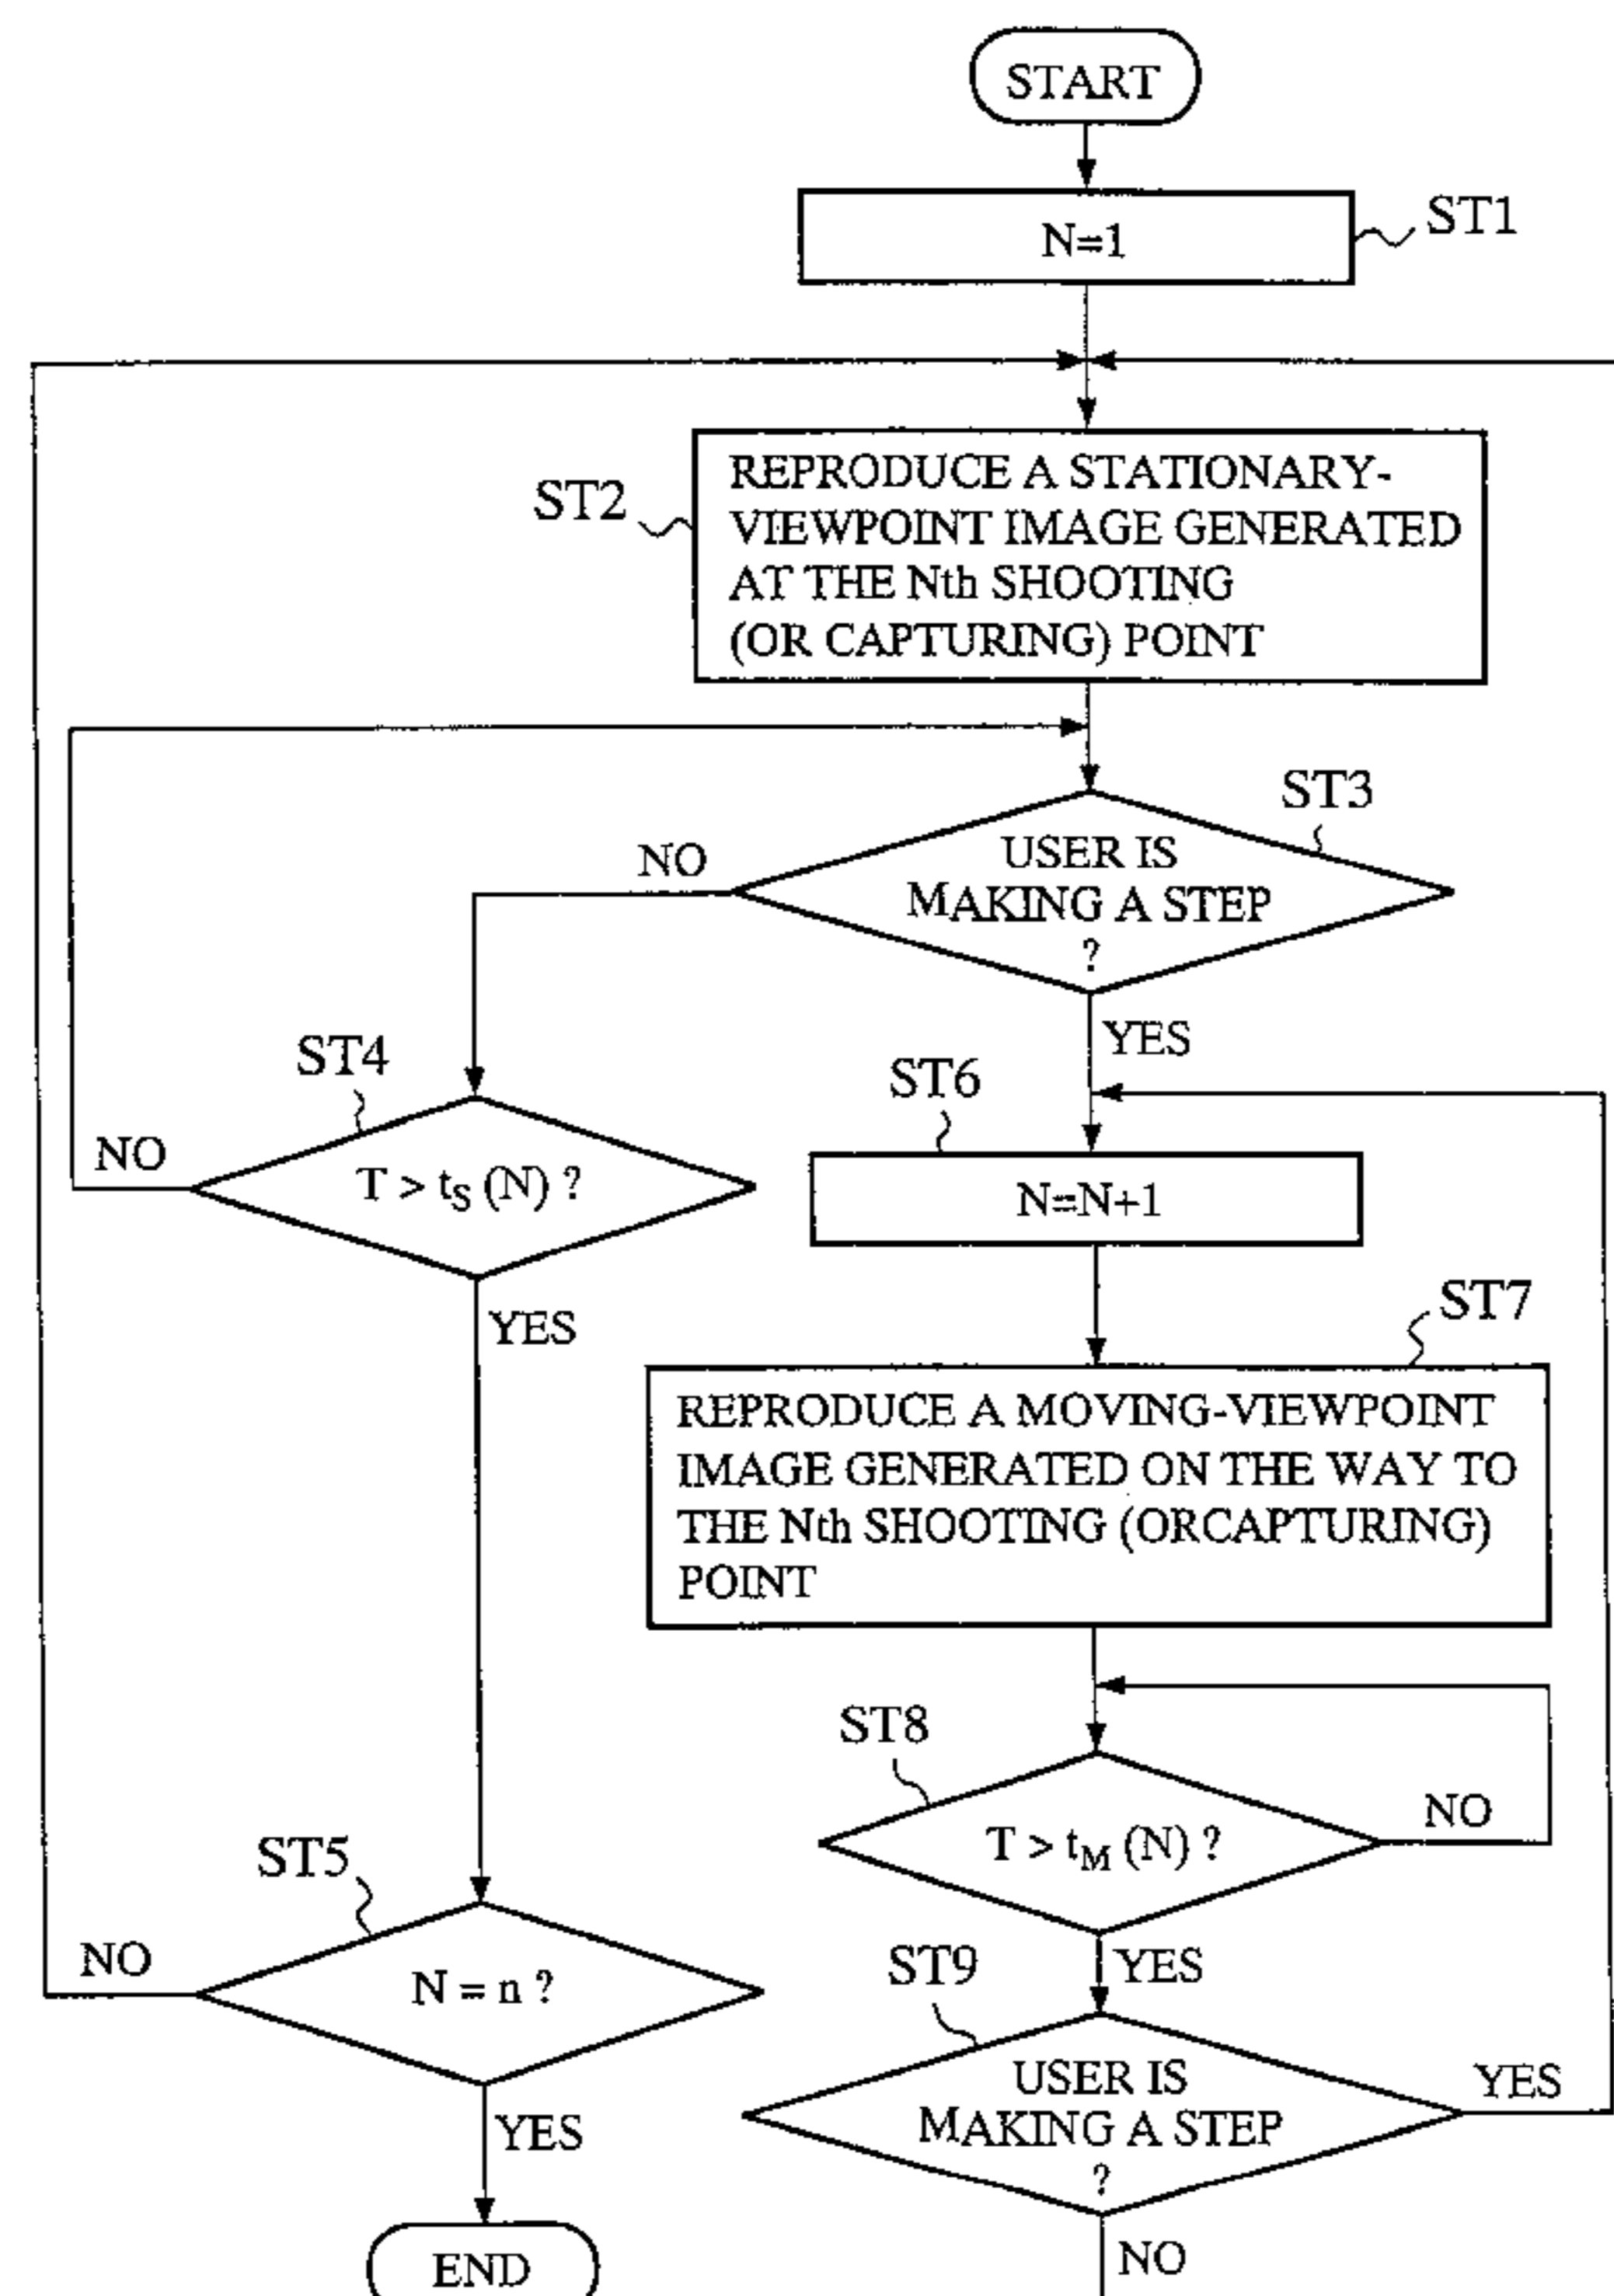 START
N=1
ST1
ST2
REPRODUCE A STATIONARY-
VIEWPOINT IMAGE GENERATED
AT THE Nth SHOOTING
(OR CAPTURING) POINT
ST3
USER IS
MAKING A STEP
?
NO
YES
ST4
T > tS (N) ?
NO
YES
ST6
N=N+1
ST7
REPRODUCE A MOVING-VIEWPOINT
IMAGE GENERATED ON THE WAY TO
THE Nth SHOOTING (ORCAPTURING)
POINT
ST8
T > tM (N) ?
NO
YES
ST5
N = n ?
NO
YES
ST9
USER IS
MAKING A STEP
?
YES
NO
END